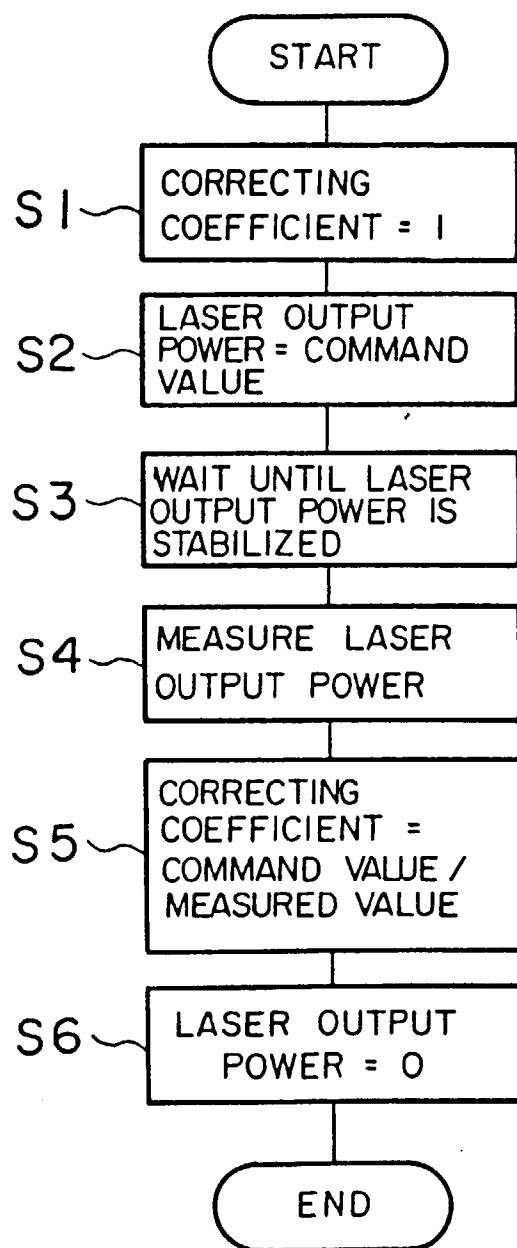 START
S1
CORRECTING
COEFFICIENT = 1
S2
LASER OUTPUT
POWER = COMMAND
VALUE
S3
WAIT UNTIL LASER
OUTPUT POWER IS
STABILIZED
S4
MEASURE LASER
OUTPUT POWER
S5
CORRECTING
COEFFICIENT =
COMMAND VALUE /
MEASURED VALUE
S6
LASER OUTPUT
POWER = 0
END